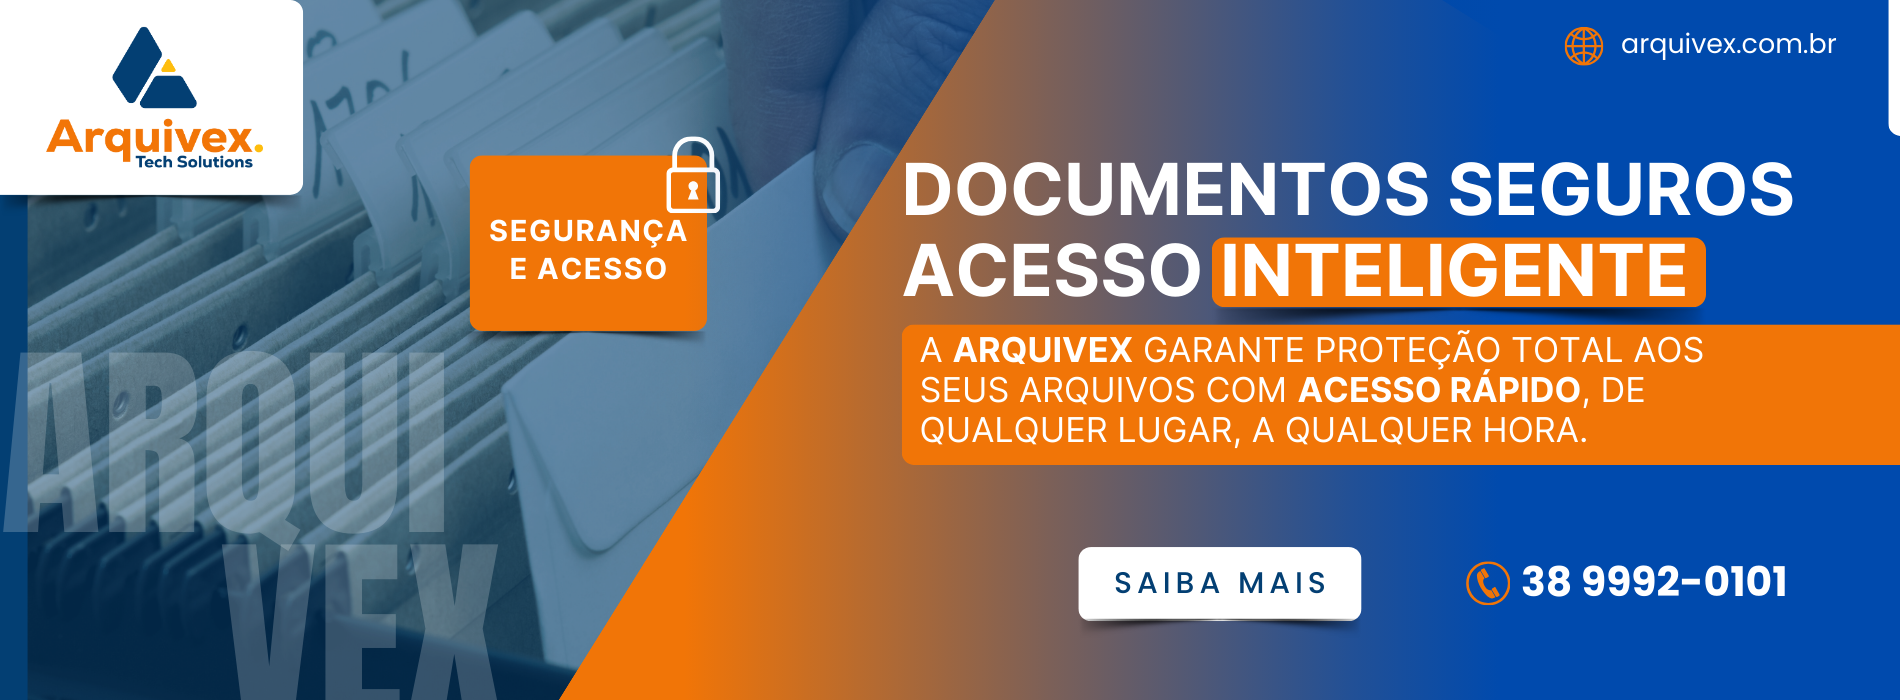 Arquivex.
Tech Solutions
arquivex.com.br
SEGURANÇA
E ACESSO
DOCUMENTOS SEGUROS
ACESSO INTELIGENTE
A ARQUIVEX GARANTE PROTEÇÃO TOTAL AOS
SEUS ARQUIVOS COM ACESSO RÁPIDO, DE
QUALQUER LUGAR, A QUALQUER HORA.
ARQUI
VEX
SAIBA MAIS
38 9992-0101